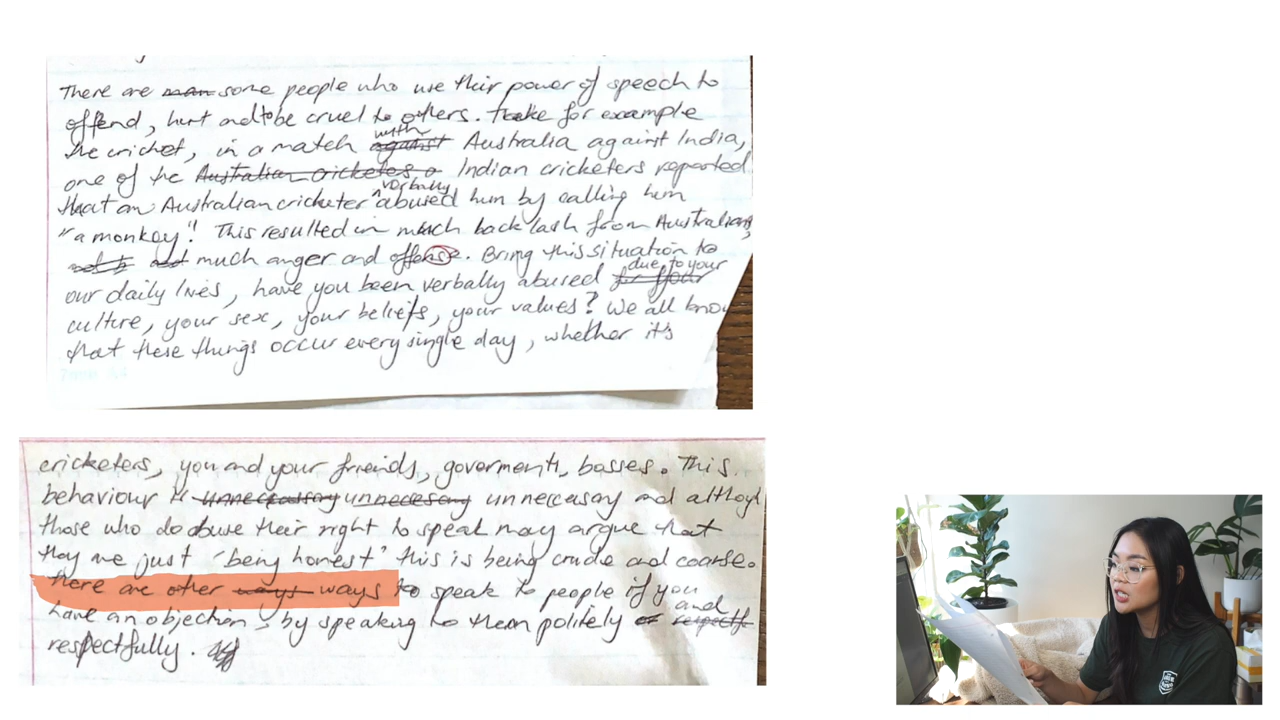 There are some people who use their power of speech to
offend, hurt and to be cruel to others. Take for example
the cricket, in a match with Australia against India,
one of the Indian cricketers reported
that an Australian cricketer verbally abused him by calling him
"a monkey". This resulted in much back lash from Australians,
much anger and offense. Bring this situation to
our daily lives, have you been verbally abused due to your
culture, your sex, your beliefs, your values? We all know
that these things occur every single day, whether it's
cricketers, you and your friends, goverments, bosses. This
behaviour is unneccasary and althogh
those who do abuse their right to speak may argue that
they are just "being honest" this is being crude and coarse.
there are other ways to speak to people if you
have an objection, by speaking to them politely and
respectfully.